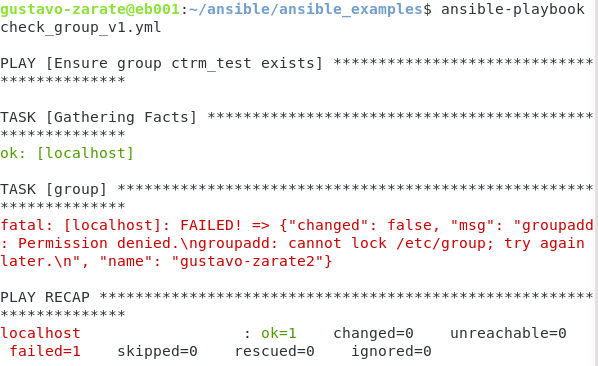 gustavo-zarate@eb001:~/ansible/ansible_examples$ ansible-playbook
check_group_v1.yml
PLAY [Ensure group ctrm_test exists] *****************************
**************
TASK [Gathering Facts] *******************************************
**************
ok: [localhost]
TASK [group] *****************************************************
**************
fatal: [localhost]: FAILED! => {"changed": false, "msg": "groupadd
: Permission denied.\ngroupadd: cannot lock /etc/group; try again
later.\n", "name": "gustavo-zarate2"}
PLAY RECAP *******************************************************
**************
localhost                  : ok=1    changed=0    unreachable=0
 failed=1    skipped=0    rescued=0    ignored=0